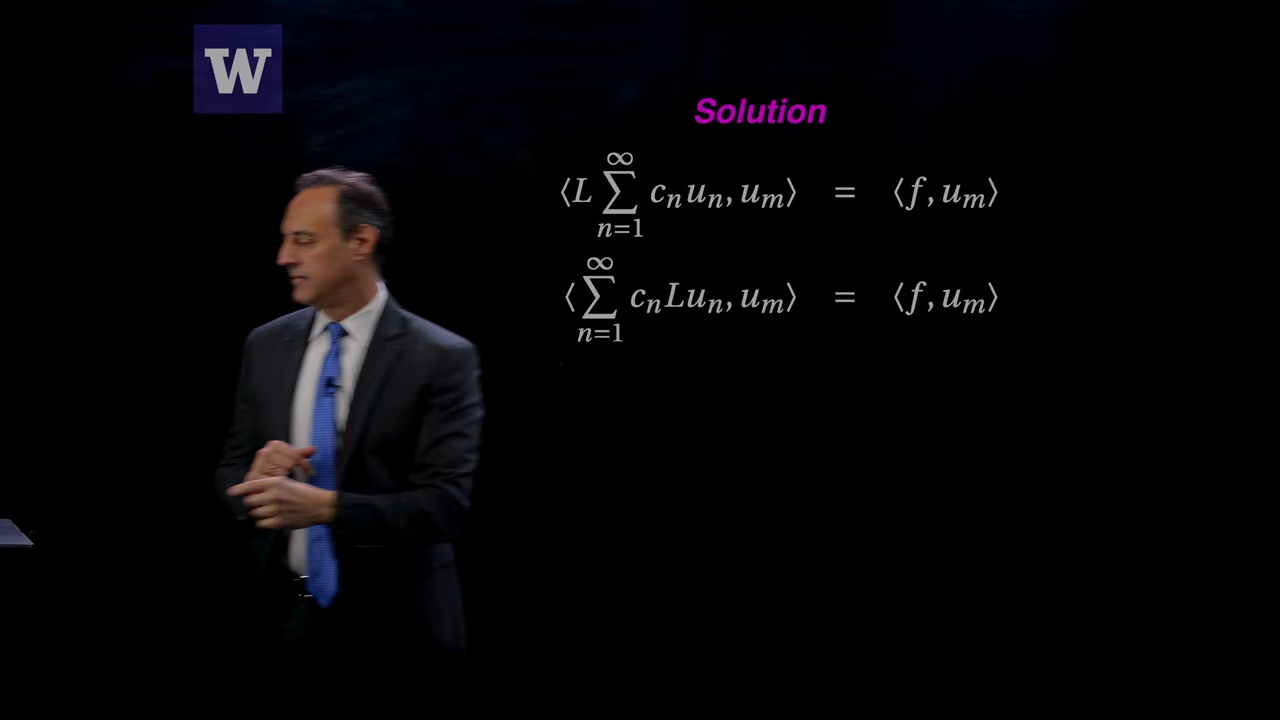 W
Solution
⟨L ∑_{n=1}^{∞} c_n u_n, u_m⟩ = ⟨f, u_m⟩
⟨∑_{n=1}^{∞} c_n L u_n, u_m⟩ = ⟨f, u_m⟩